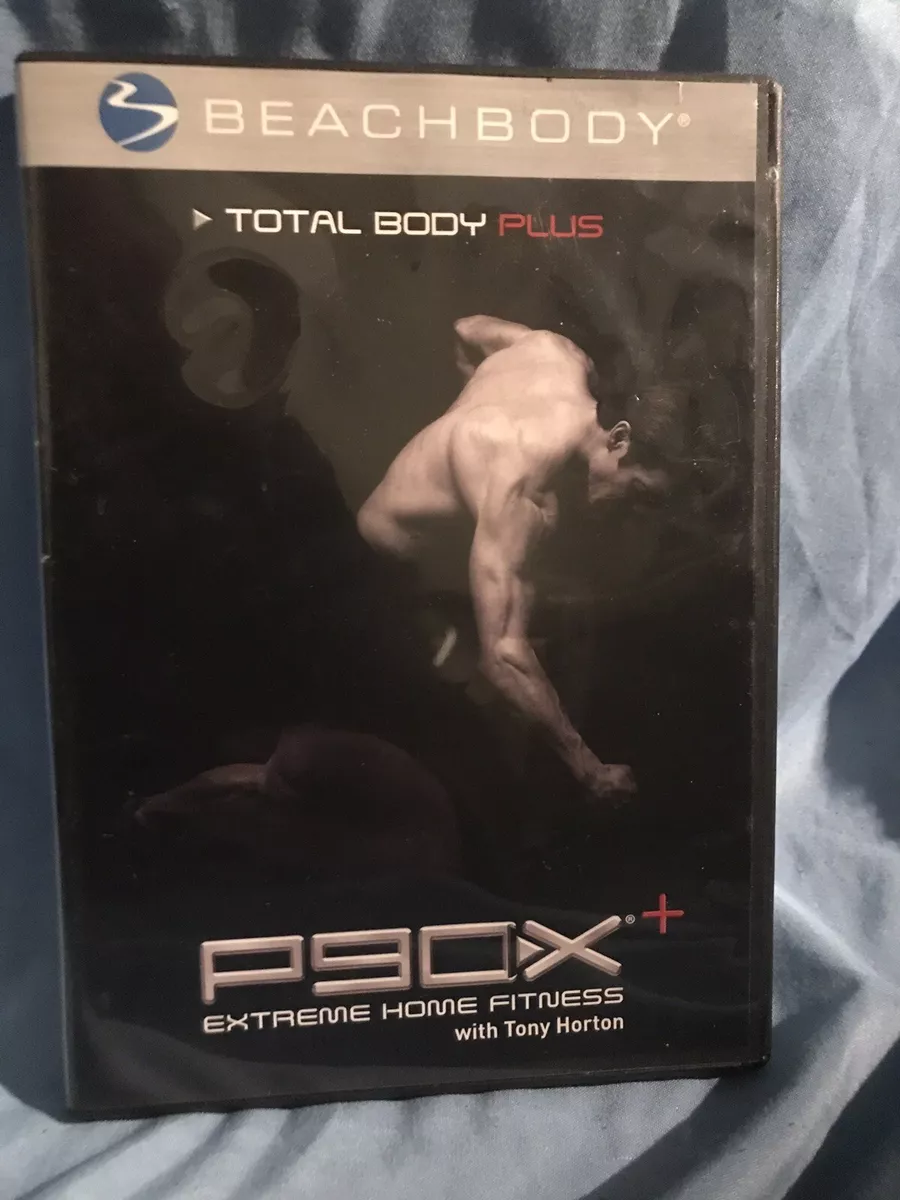 BEACHBODY®
TOTAL BODY PLUS
P90X®+
EXTREME HOME FITNESS
with Tony Horton